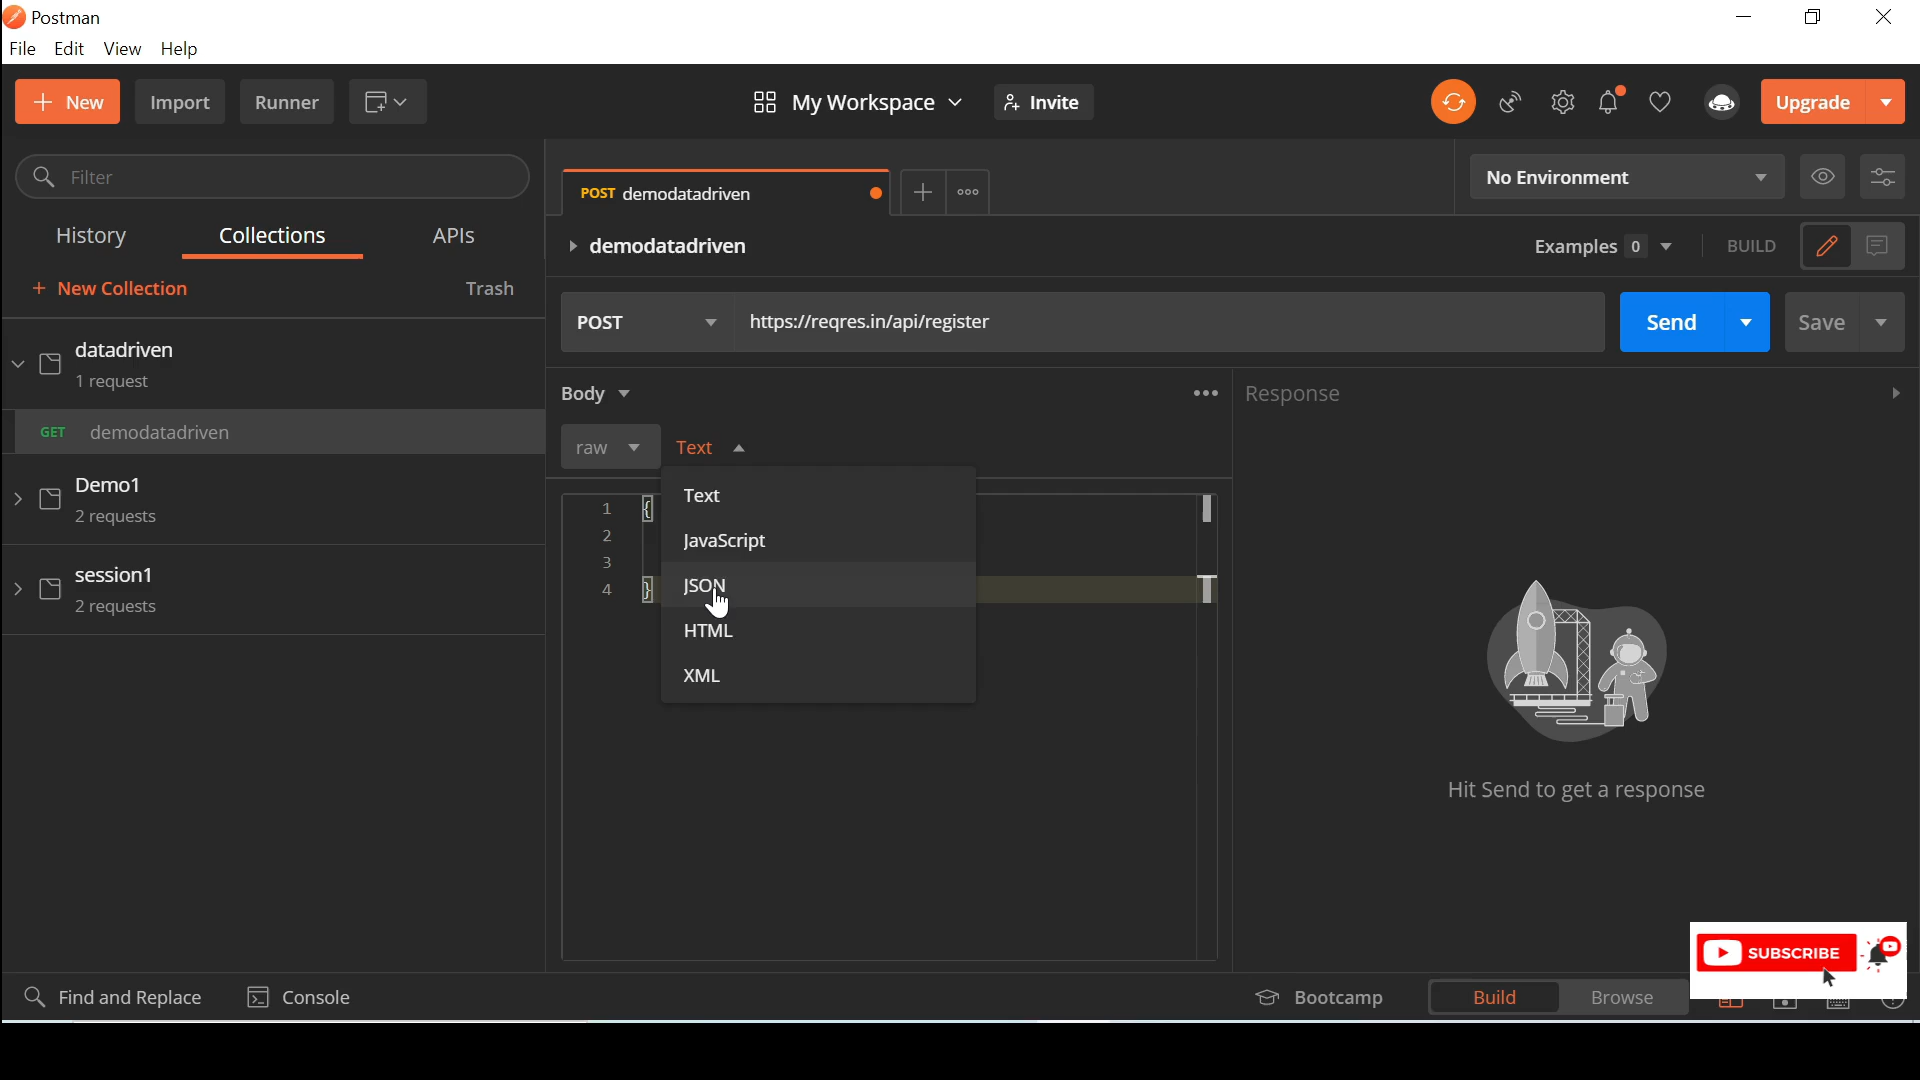 Postman
File Edit View Help
New Import Runner
My Workspace Invite
Upgrade
Filter
POST demodatadriven
No Environment
History Collections APIs
demodatadriven
Examples 0 BUILD
+ New Collection Trash
POST https://reqres.in/api/register
Send Save
datadriven
1 request
GET demodatadriven
Demo1
2 requests
session1
2 requests
Body
Response
raw Text
Text
JavaScript
JSON
HTML
XML
1 {
2
3
4 }
Hit Send to get a response
SUBSCRIBE
Find and Replace Console
Bootcamp Build Browse